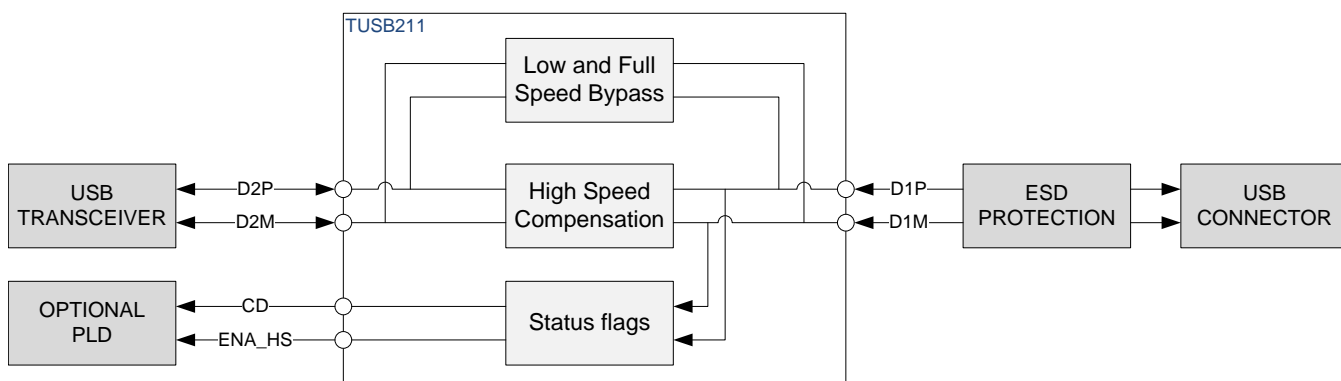 TUSB211
Low and Full
Speed Bypass
USB
TRANSCEIVER
D2P
D2M
High Speed
Compensation
D1P
D1M
ESD
PROTECTION
USB
CONNECTOR
OPTIONAL
PLD
CD
ENA_HS
Status flags